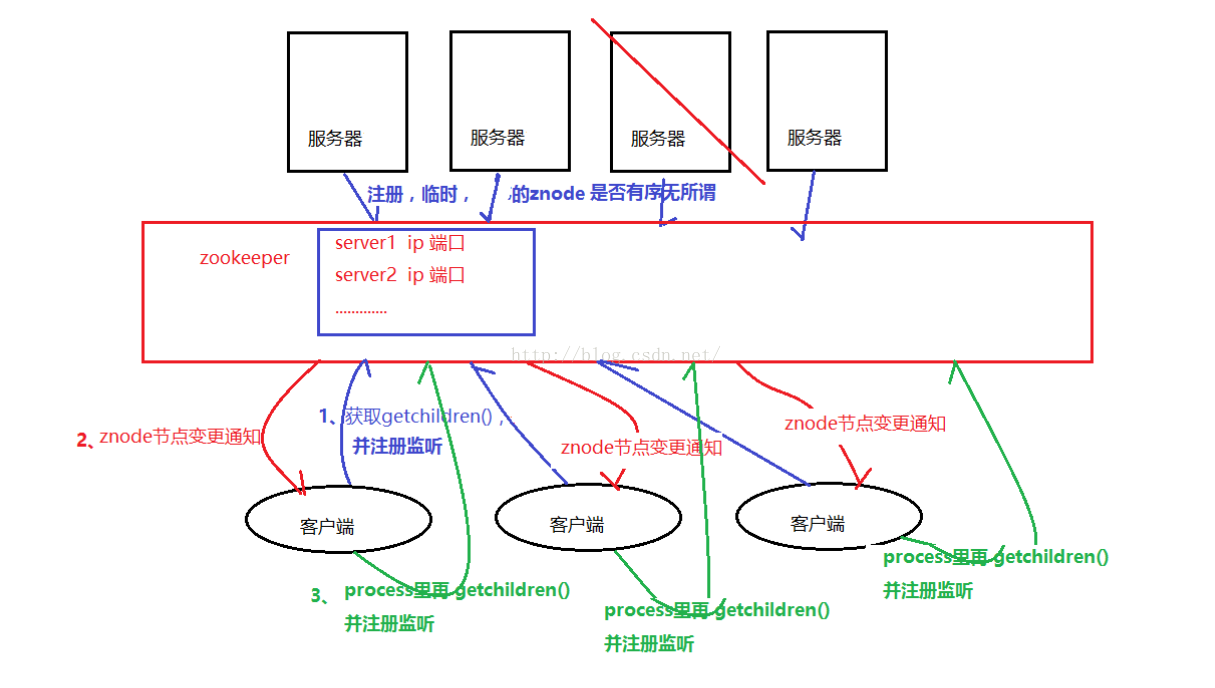 服务器
服务器
服务器
服务器
注册，临时， 的znode 是否有序无所谓
zookeeper
server1 ip 端口
server2 ip 端口
.............
http://blog.csdn.net/
1、获取getchildren()，
并注册监听
2、znode节点变更通知
znode节点变更通知
znode节点变更通知
客户端
客户端
客户端
3、 process里再 getchildren()
并注册监听
process里再 getchildren()
并注册监听
process里再 getchildren()
并注册监听